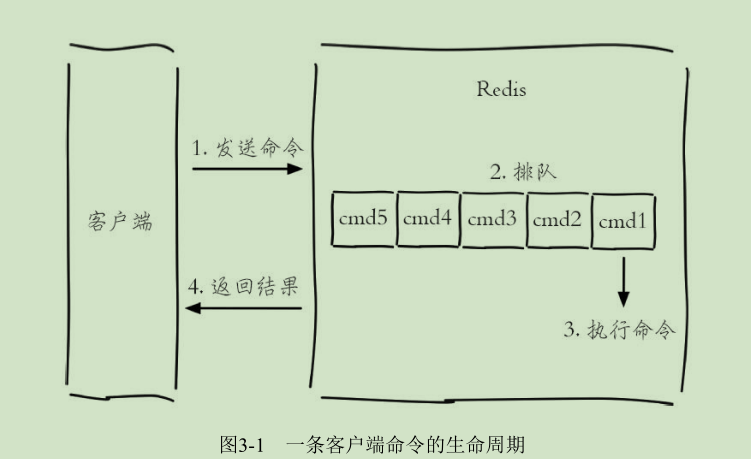 Redis
1. 发送命令
2. 排队
客户端
cmd5 cmd4 cmd3 cmd2 cmd1
4. 返回结果
3. 执行命令
图3-1 一条客户端命令的生命周期